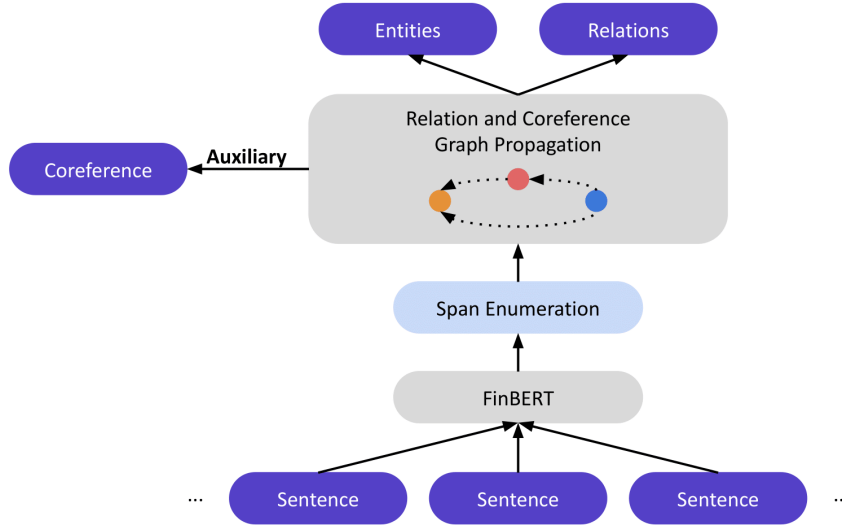 Entities
Relations
Relation and Coreference
Graph Propagation
Auxiliary
Coreference
Span Enumeration
FinBERT
...
Sentence
Sentence
Sentence
...